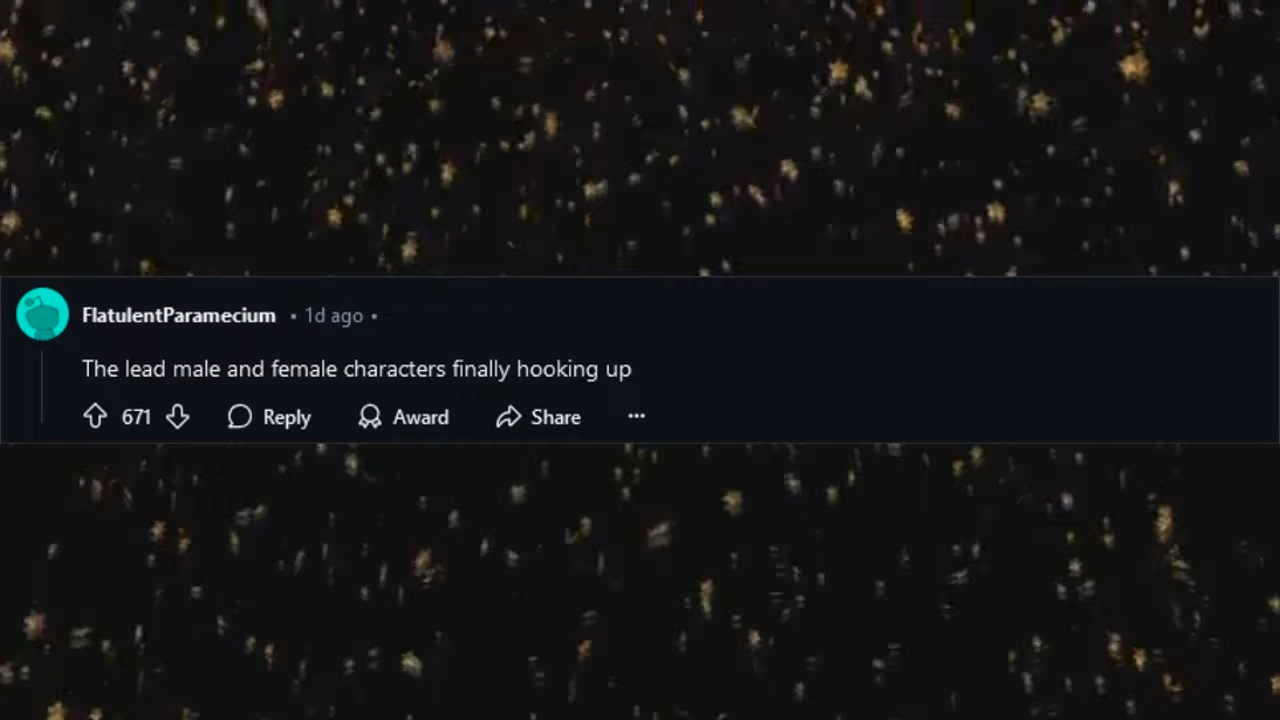 FlatulentParamecium • 1d ago •
The lead male and female characters finally hooking up
671 Reply Award Share ...